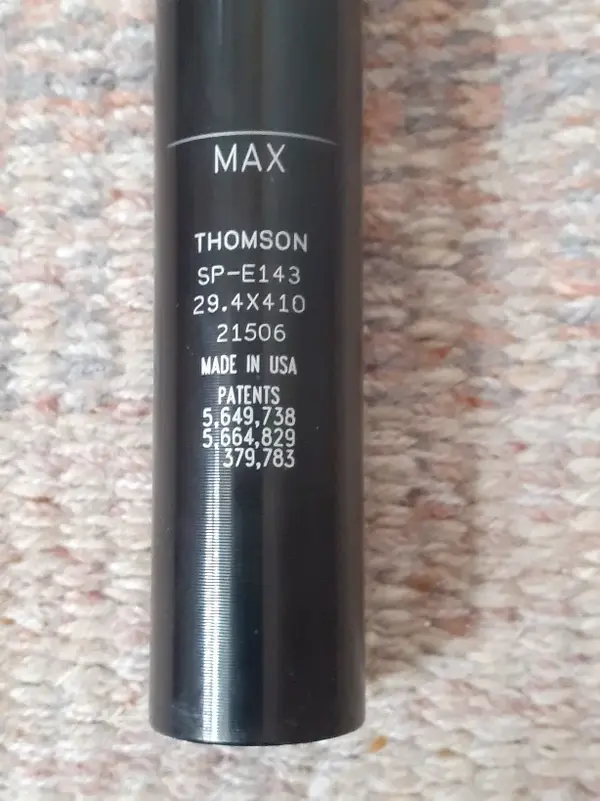 MAX
THOMSON
SP-E143
29.4X410
21506
MADE IN USA
PATENTS
5,649,738
5,664,829
379,783